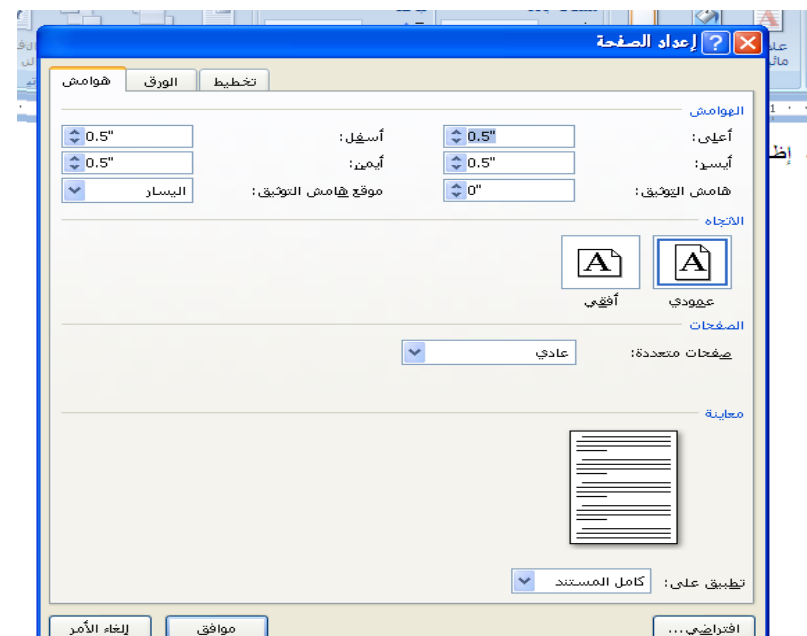 إعداد الصفحة
هوامش الورق تخطيط
الهوامش
أعلى: 0.5" أسفل: 0.5"
أيسر: 0.5" أيمن: 0.5"
هامش التوثيق: 0" موقع هامش التوثيق: اليسار
الاتجاه
A A
عمودي أفقي
الصفحات
صفحات متعددة: عادي
معاينة
تطبيق على: كامل المستند
افتراضي... موافق إلغاء الأمر